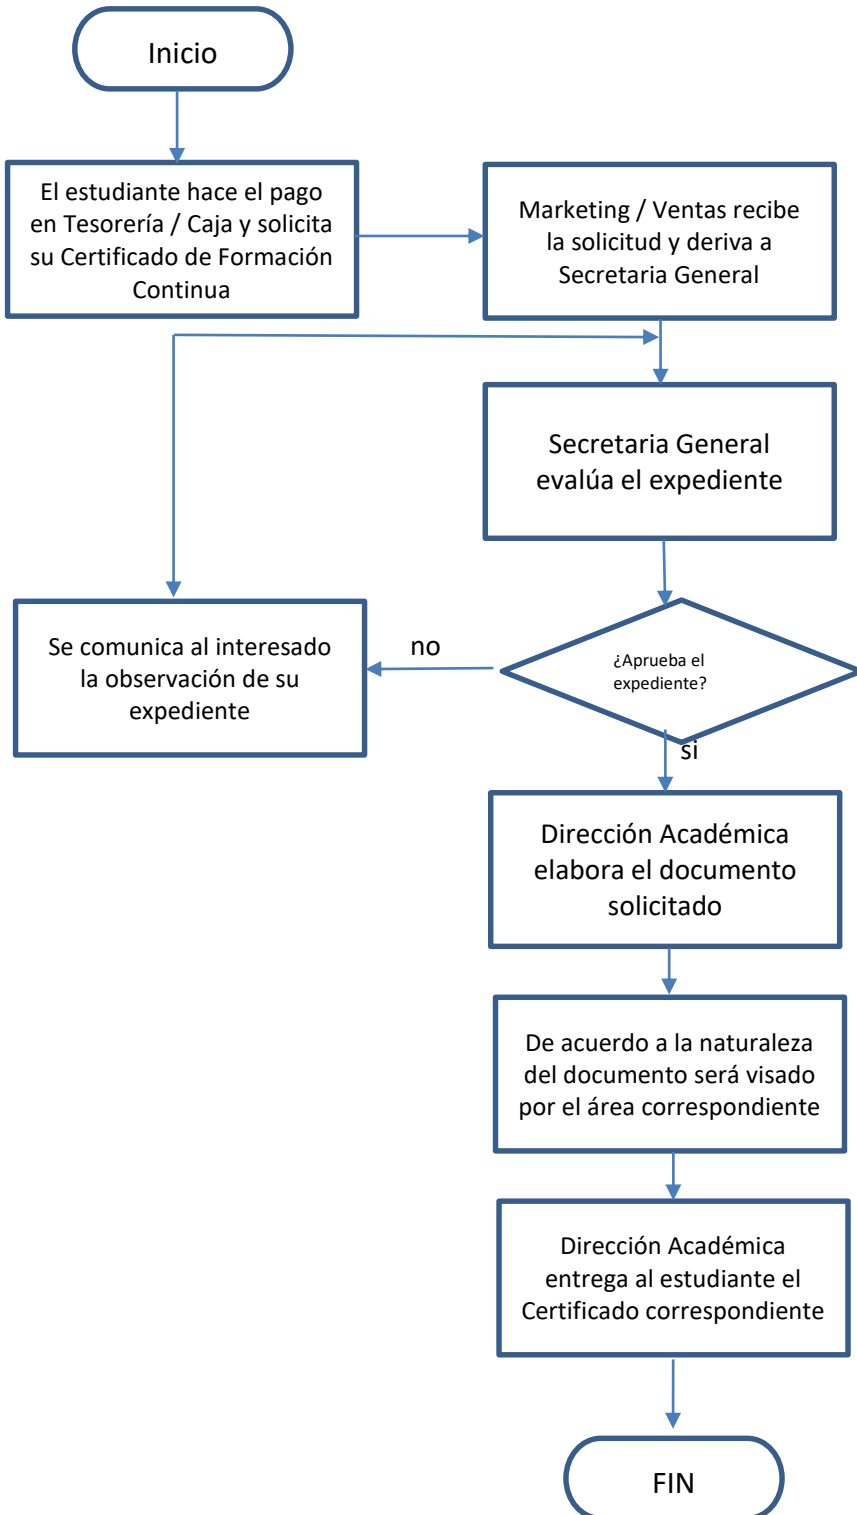 Inicio
El estudiante hace el pago
en Tesorería / Caja y solicita
su Certificado de Formación
Continua
Marketing / Ventas recibe
la solicitud y deriva a
Secretaria General
Secretaria General
evalúa el expediente
¿Aprueba el
expediente?
no
Se comunica al interesado
la observación de su
expediente
si
Dirección Académica
elabora el documento
solicitado
De acuerdo a la naturaleza
del documento será visado
por el área correspondiente
Dirección Académica
entrega al estudiante el
Certificado correspondiente
FIN